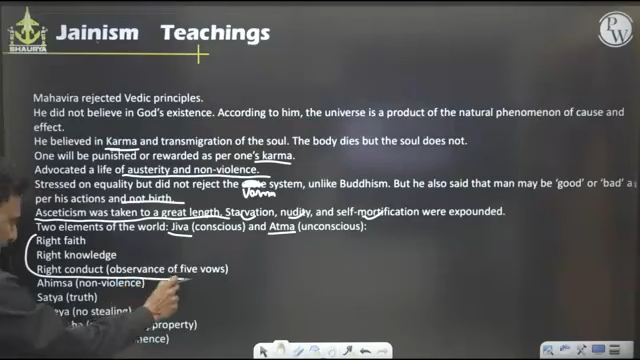 SHAURYA
Jainism Teachings
PW
Mahavira rejected Vedic principles.
He did not believe in God's existence. According to him, the universe is a product of the natural phenomenon of cause and
effect.
He believed in Karma and transmigration of the soul. The body dies but the soul does not.
One will be punished or rewarded as per one's karma.
Advocated a life of austerity and non-violence.
Stressed on equality but did not reject the system, unlike Buddhism. But he also said that man may be 'good' or 'bad' a
Varna
per his actions and not birth.
Asceticism was taken to a great length. Starvation, nudity, and self-mortification were expounded.
Two elements of the world: Jiva (conscious) and Atma (unconscious):
Right faith
Right knowledge
Right conduct (observance of five vows)
Ahimsa (non-violence)
Satya (truth)
eya (no stealing)
property)